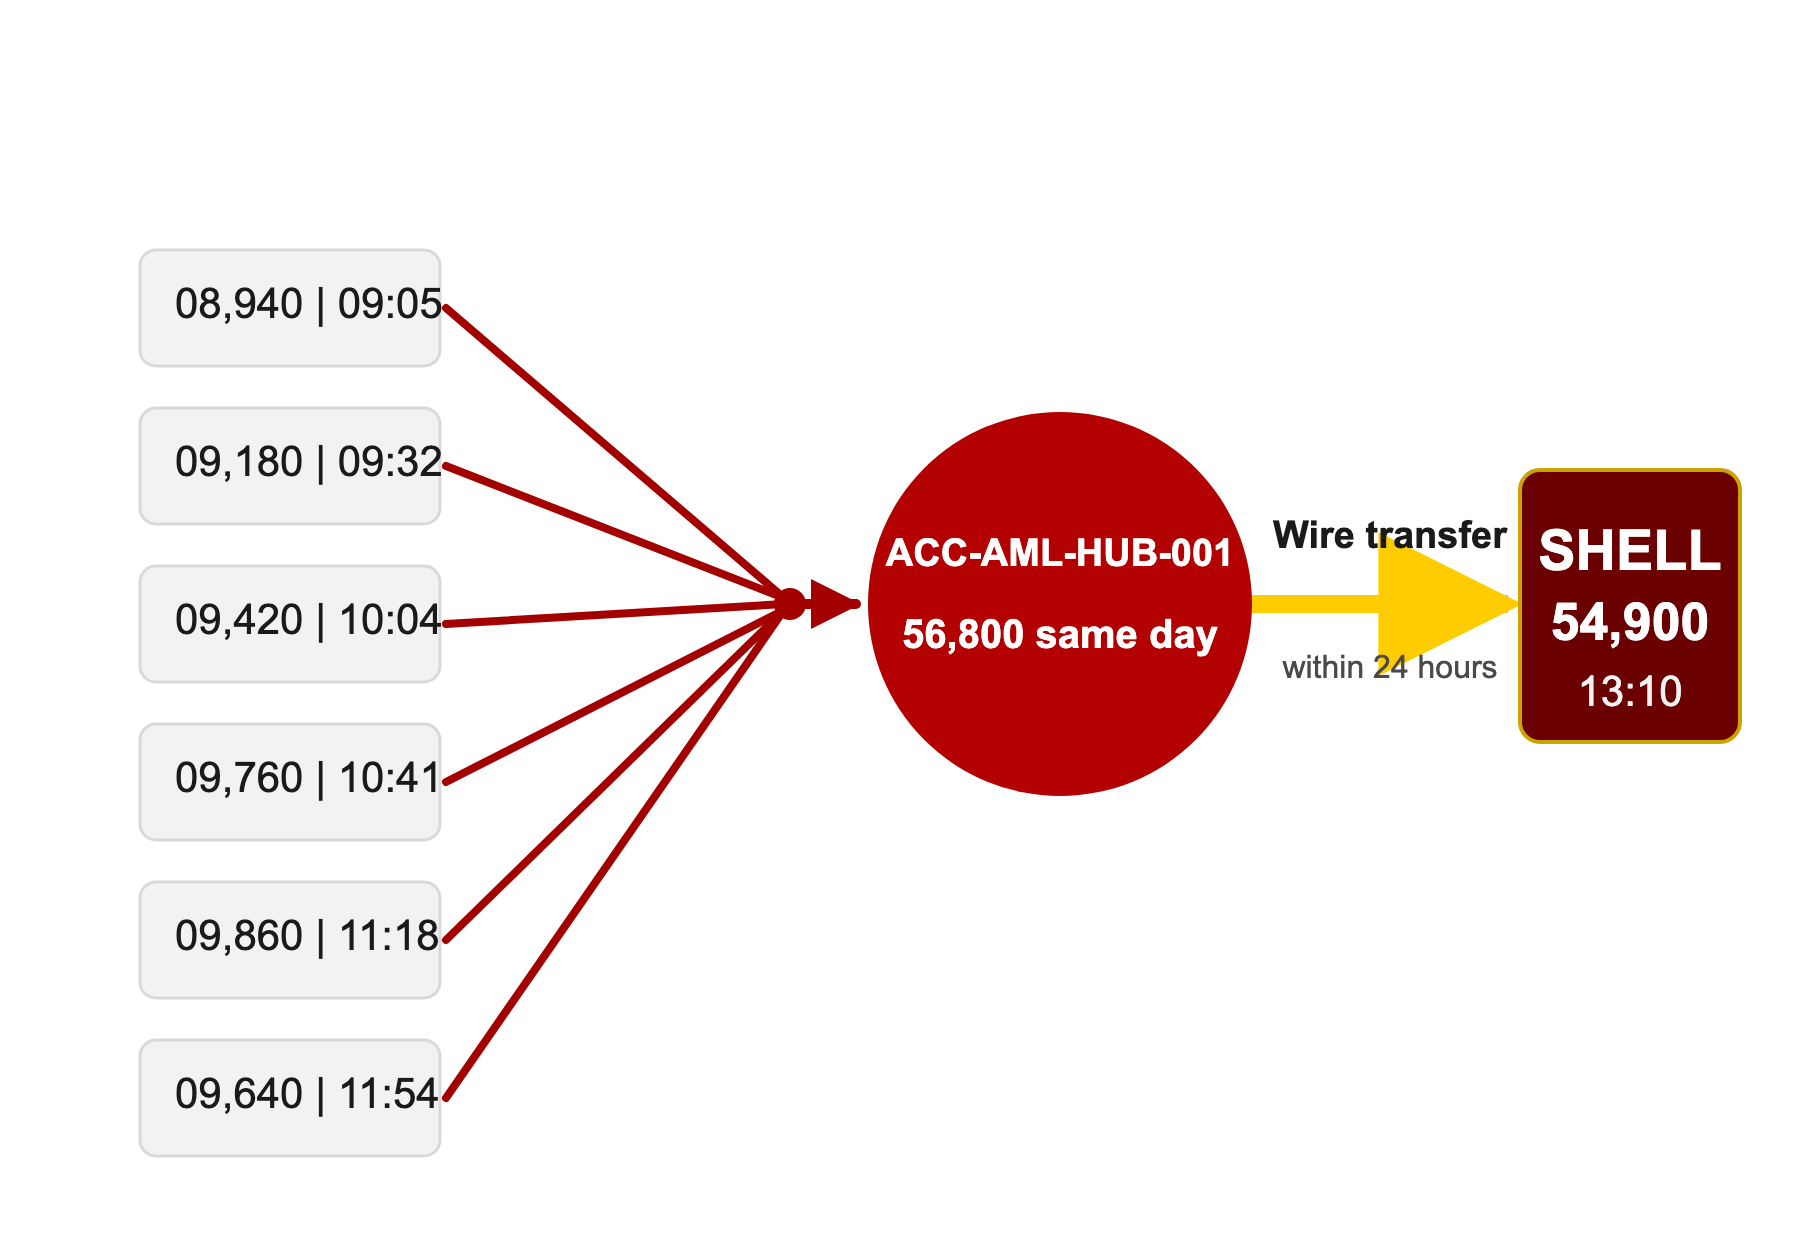 08,940 | 09:05
09,180 | 09:32
09,420 | 10:04
09,760 | 10:41
09,860 | 11:18
09,640 | 11:54
ACC-AML-HUB-001
56,800 same day
Wire transfer
within 24 hours
SHELL
54,900
13:10